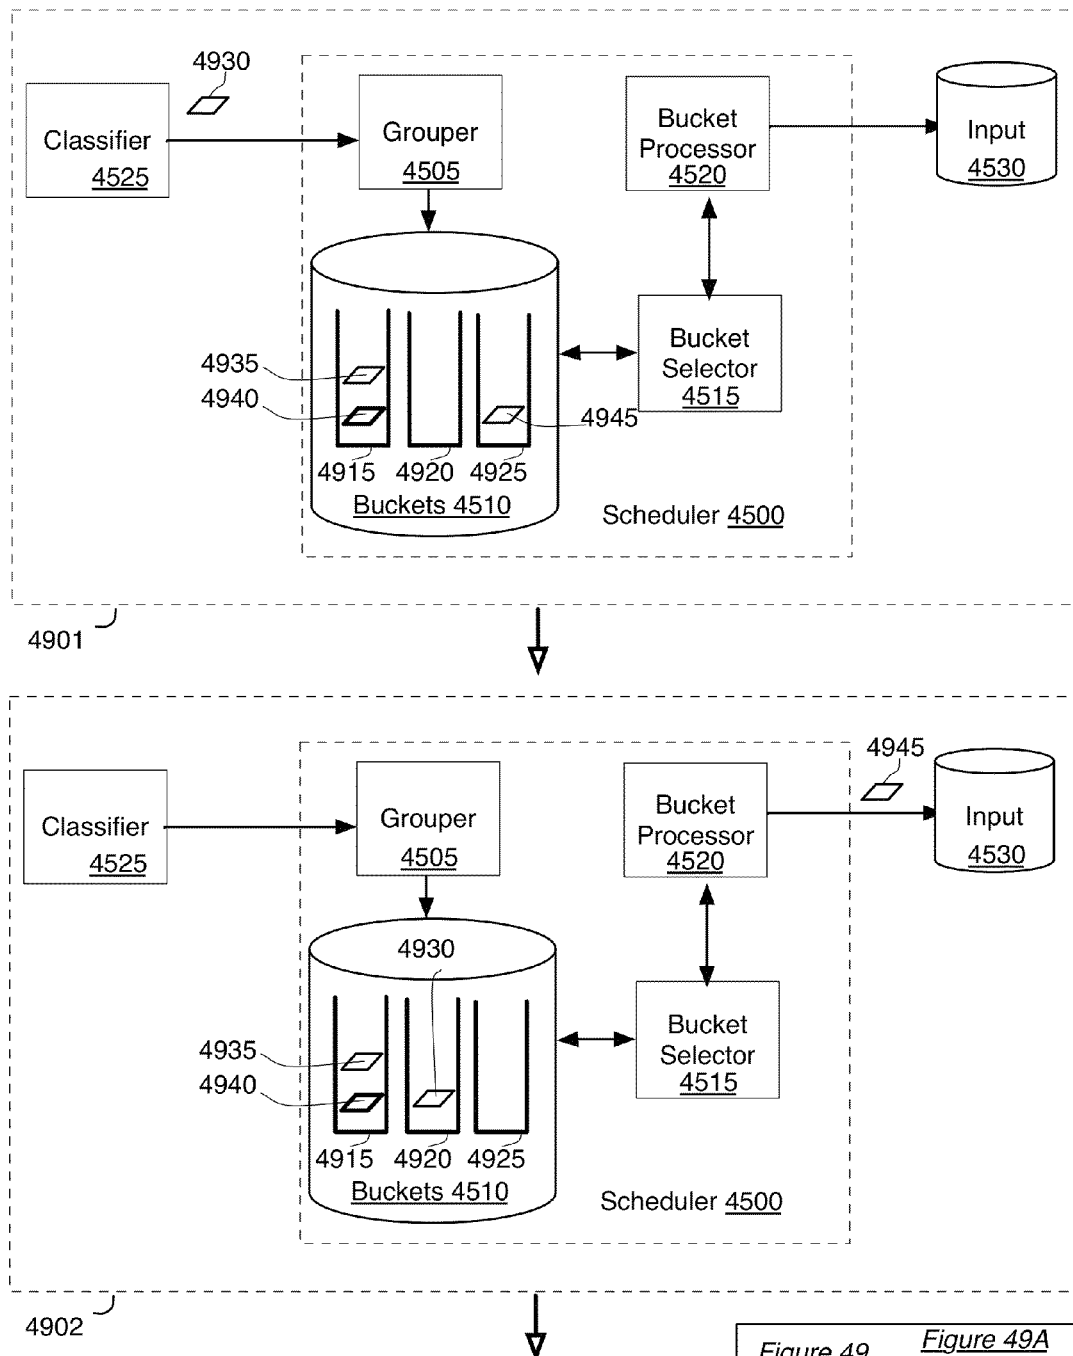 4930
Classifier
4525
Grouper
4505
Bucket
Processor
4520
Input
4530
Bucket
Selector
4515
4935
4940
4945
4915
4920
4925
Buckets 4510
Scheduler 4500
4901
4945
Classifier
4525
Grouper
4505
Bucket
Processor
4520
Input
4530
4930
Bucket
Selector
4515
4935
4940
4915
4920
4925
Buckets 4510
Scheduler 4500
4902
Figure 49A
Figure 49